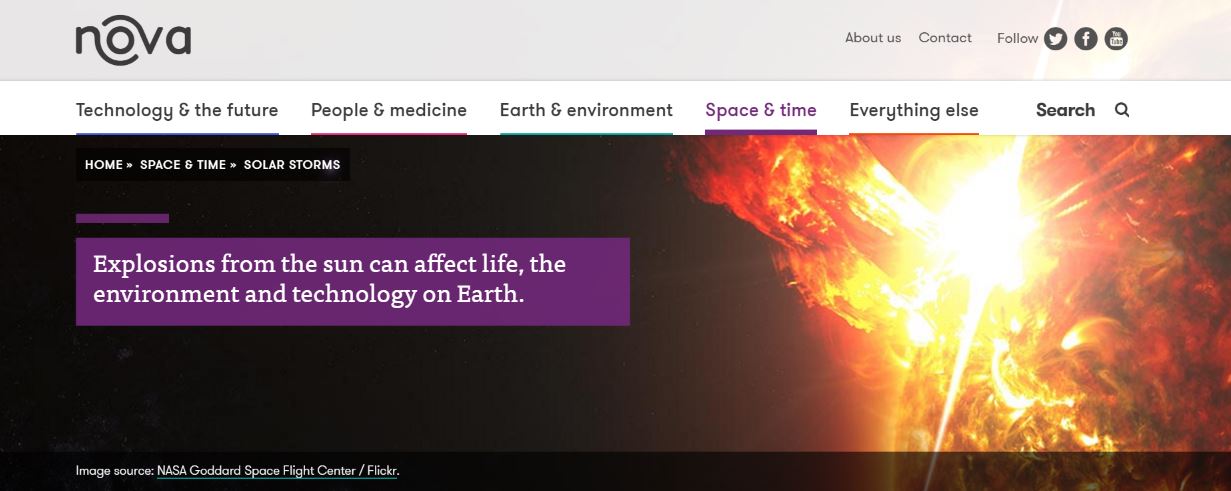 nova
About us Contact Follow
Technology & the future People & medicine Earth & environment Space & time Everything else Search
HOME » SPACE & TIME » SOLAR STORMS
Explosions from the sun can affect life, the
environment and technology on Earth.
Image source: NASA Goddard Space Flight Center / Flickr.